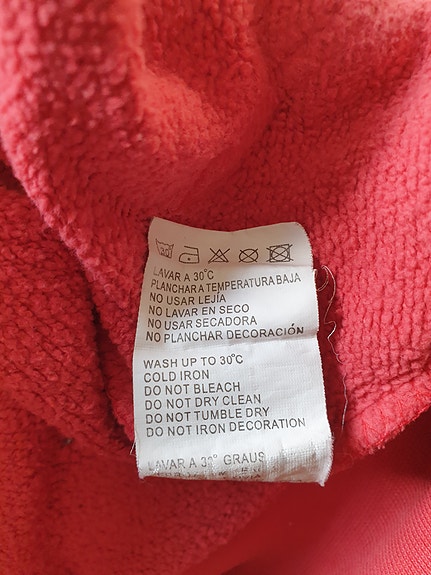 30
LAVAR A 30°C
PLANCHAR A TEMPERATURA BAJA
NO USAR LEJÍA
NO LAVAR EN SECO
NO USAR SECADORA
NO PLANCHAR DECORACIÓN
WASH UP TO 30°C
COLD IRON
DO NOT BLEACH
DO NOT DRY CLEAN
DO NOT TUMBLE DRY
DO NOT IRON DECORATION
LAVAR A 30° GRAUS